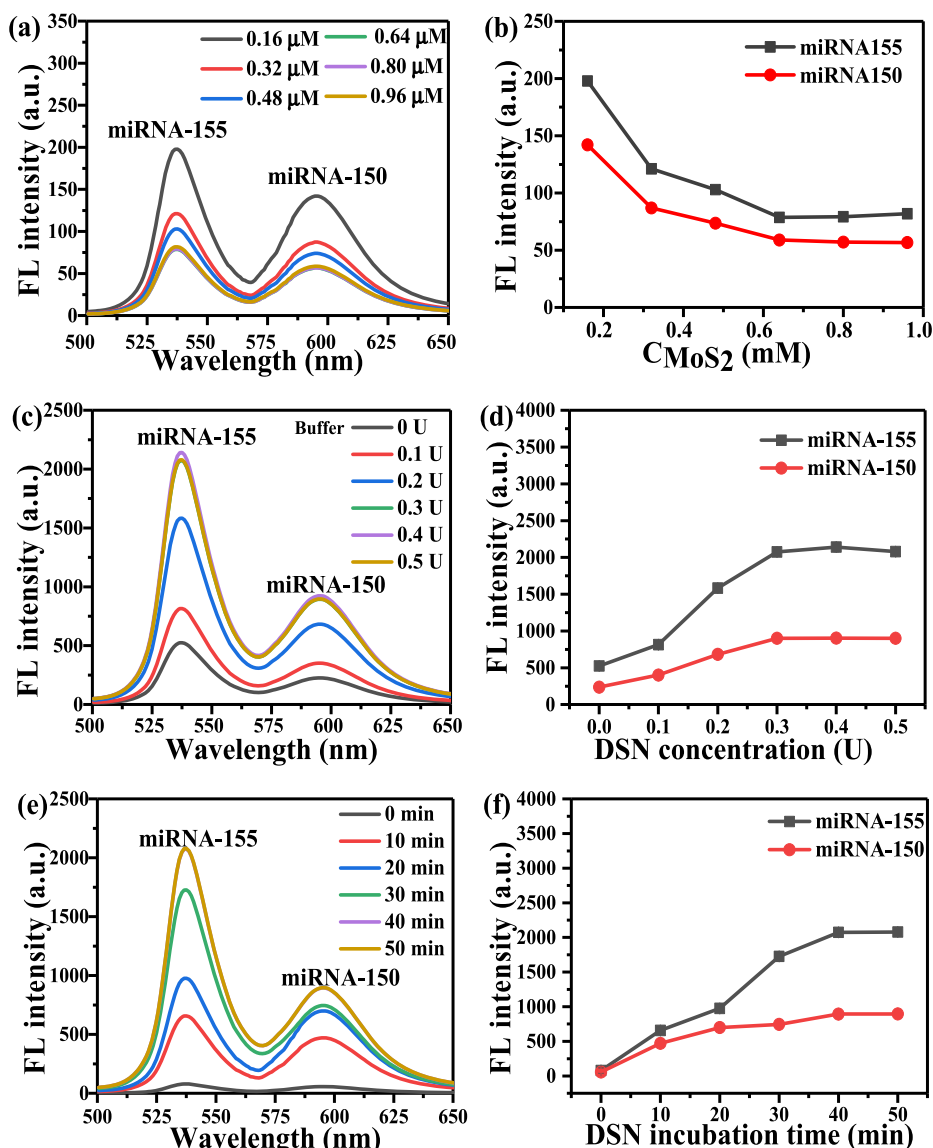 (a)
350
300
250
200
150
100
50
0
FL intensity (a.u.)
0.16 μM
0.32 μM
0.48 μM
0.64 μM
0.80 μM
0.96 μM
miRNA-155
miRNA-150
500 525 550 575 600 625 650
Wavelength (nm)
(b)
250
200
150
100
50
0
FL intensity (a.u.)
miRNA155
miRNA150
0.2 0.4 0.6 0.8 1.0
CMoS2 (mM)
(c)
2500
2000
1500
1000
500
0
FL intensity (a.u.)
miRNA-155
miRNA-150
Buffer
0 U
0.1 U
0.2 U
0.3 U
0.4 U
0.5 U
500 525 550 575 600 625 650
Wavelength (nm)
(d)
4000
3500
3000
2500
2000
1500
1000
500
0
FL intensity (a.u.)
miRNA-155
miRNA-150
0.0 0.1 0.2 0.3 0.4 0.5
DSN concentration (U)
(e)
2500
2000
1500
1000
500
0
FL intensity (a.u.)
miRNA-155
miRNA-150
0 min
10 min
20 min
30 min
40 min
50 min
500 525 550 575 600 625 650
Wavelength (nm)
(f)
4000
3500
3000
2500
2000
1500
1000
500
0
FL intensity (a.u.)
miRNA-155
miRNA-150
0 10 20 30 40 50
DSN incubation time (min)